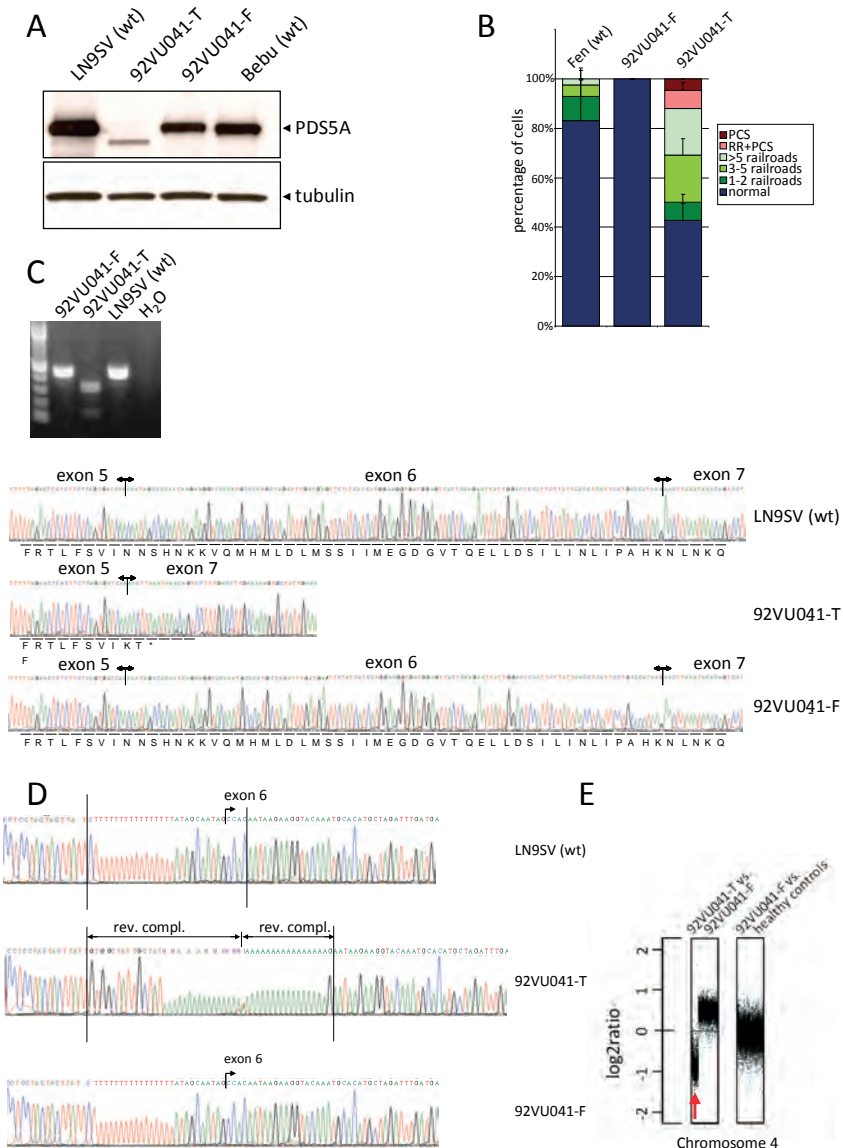 A
LN9SV (wt)
92VU041-T
92VU041-F
Bebu (wt)
PDS5A
tubulin
B
Fen (wt)
92VU041-F
92VU041-T
percentage of cells
100%
80%
60%
40%
20%
0%
PCS
RR+PCS
>5 railroads
3-5 railroads
1-2 railroads
normal
C
92VU041-F
92VU041-T
LN9SV (wt)
H2O
exon 5
exon 6
exon 7
LN9SV (wt)
F R T L F S V I N N S H N K K V Q M H M L D L M S S I I M E G D G V T Q E L L D S I L I N L I P A H K N L N K Q
exon 5
exon 7
92VU041-T
F R T L F S V I K T *
F
exon 5
exon 6
exon 7
92VU041-F
F R T L F S V I N N S H N K K V Q M H M L D L M S S I I M E G D G V T Q E L L D S I L I N L I P A H K N L N K Q
D
exon 6
TATAGCAATAGCCACAATAAGAAGGTACAAATGCACATGCTAGATTTGATGA
LN9SV (wt)
rev. compl.
rev. compl.
AATAAGAAGGTACAAATGCACATGCTAGATTTGA
92VU041-T
exon 6
TATAGCAATAGCCACAATAAGAAGGTACAAATGCACATGCTAGATTTGATGA
92VU041-F
E
92VU041-T vs.
92VU041-F
92VU041-F vs.
healthy controls
log2ratio
2
1
0
-1
-2
Chromosome 4